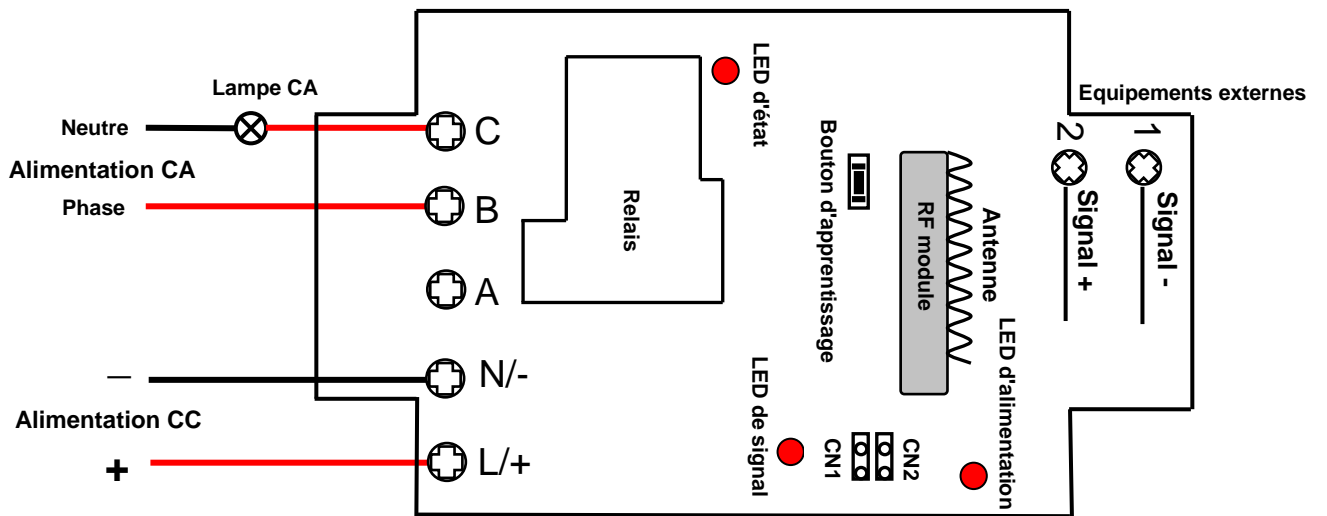 Lampe CA
Neutre
Alimentation CA
Phase
—
Alimentation CC
+
C
B
A
N/-
L/+
Relais
LED d'état
Bouton d'apprentissage
RF module
Antenne
LED de signal
CN1
CN2
LED d'alimentation
Equipements externes
2
1
Signal +
Signal -